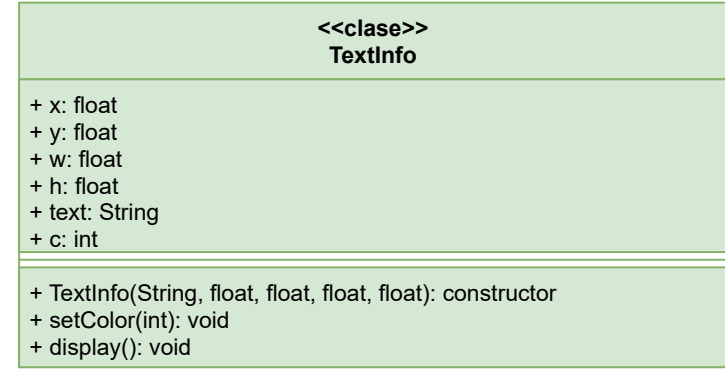 <<clase>>
TextInfo
+ x: float
+ y: float
+ w: float
+ h: float
+ text: String
+ c: int
+ TextInfo(String, float, float, float, float): constructor
+ setColor(int): void
+ display(): void